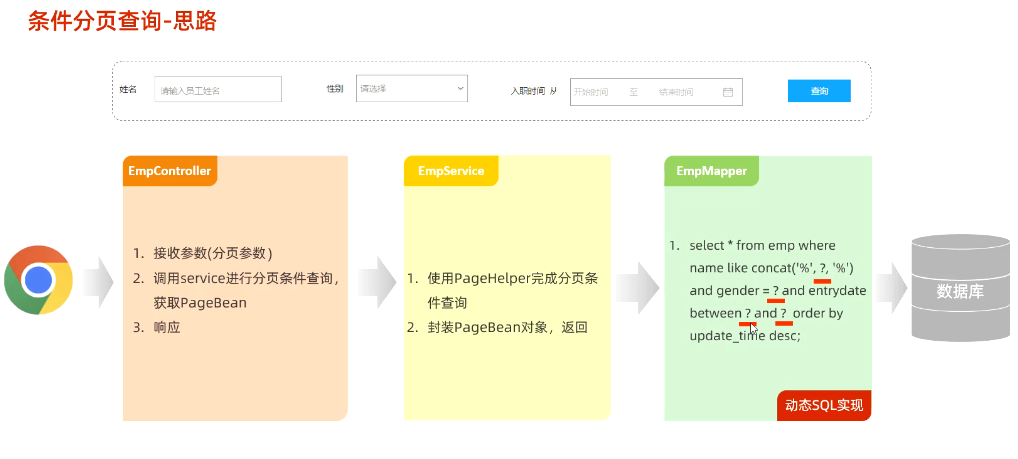 条件分页查询-思路
姓名 请输入员工姓名 性别 请选择 入职时间 从 开始时间 至 结束时间 查询
EmpController
1. 接收参数(分页参数)
2. 调用service进行分页条件查询，
获取PageBean
3. 响应
EmpService
1. 使用PageHelper完成分页条
件查询
2. 封装PageBean对象，返回
EmpMapper
1. select * from emp where
name like concat('%', ?, '%')
and gender = ? and entrydate
between ? and ? order by
update_time desc;
动态SQL实现
数据库